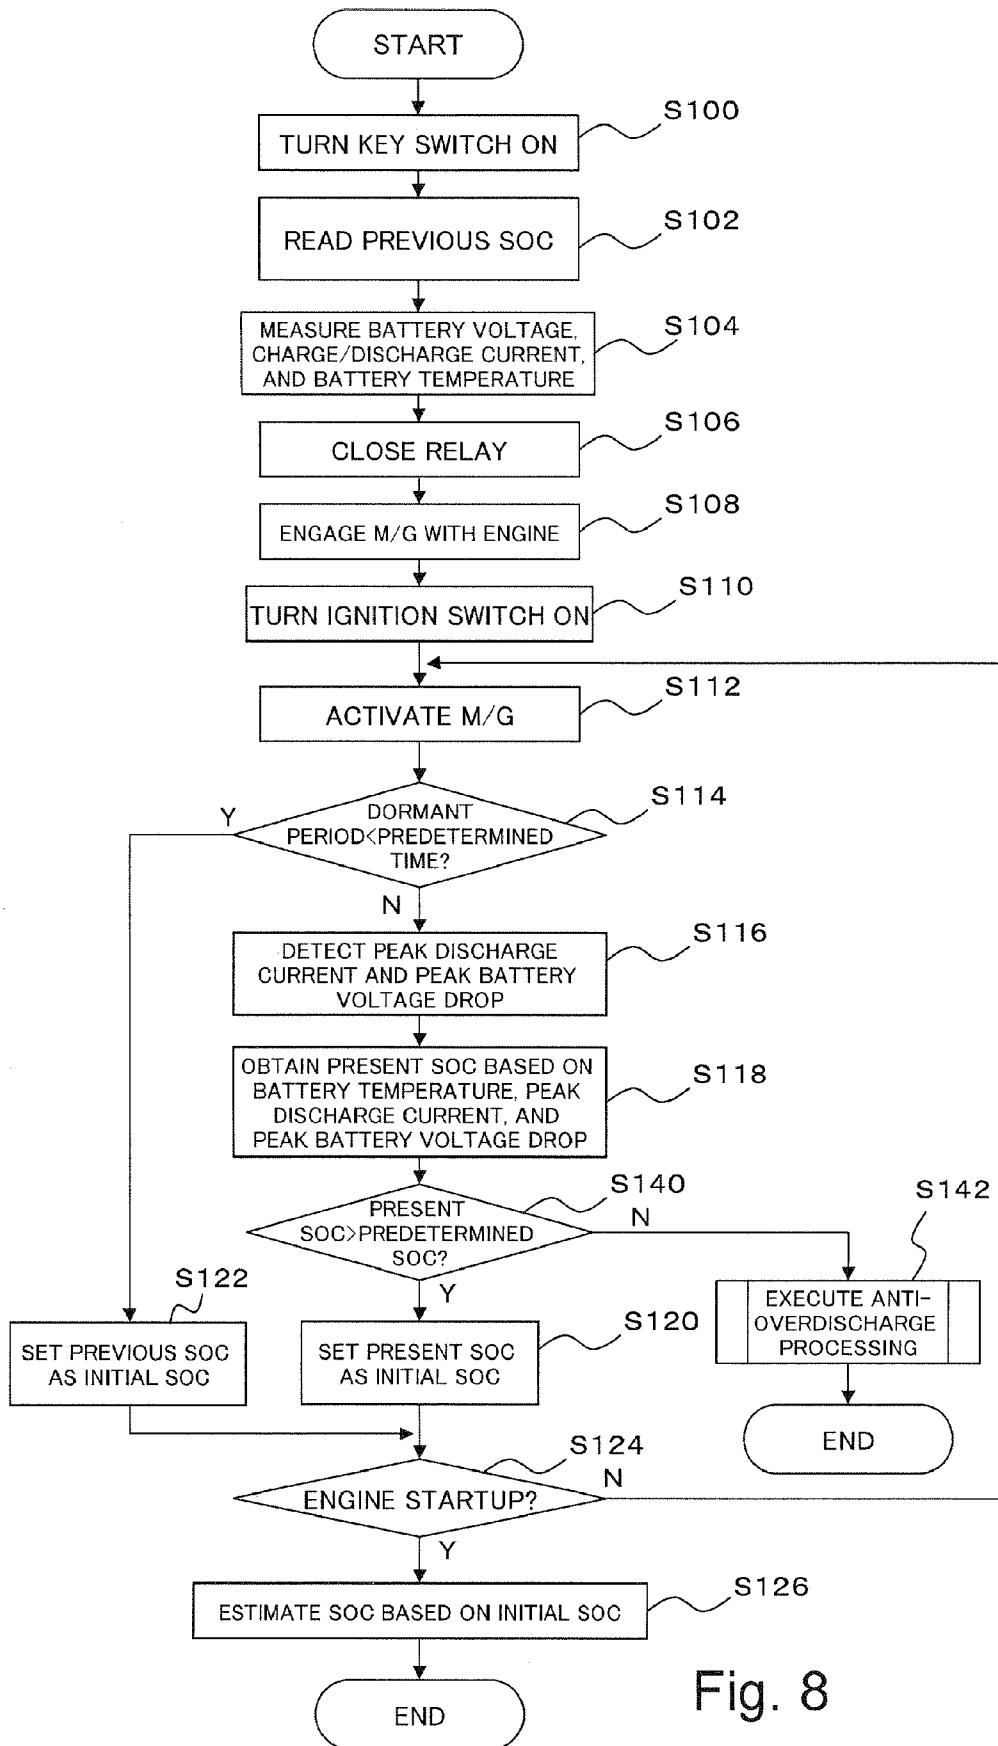 START
S100
TURN KEY SWITCH ON
S102
READ PREVIOUS SOC
S104
MEASURE BATTERY VOLTAGE,
CHARGE/DISCHARGE CURRENT,
AND BATTERY TEMPERATURE
S106
CLOSE RELAY
S108
ENGAGE M/G WITH ENGINE
S110
TURN IGNITION SWITCH ON
S112
ACTIVATE M/G
S114
Y
DORMANT
PERIOD<PREDETERMINED
TIME?
N
S116
DETECT PEAK DISCHARGE
CURRENT AND PEAK BATTERY
VOLTAGE DROP
S118
OBTAIN PRESENT SOC BASED ON
BATTERY TEMPERATURE, PEAK
DISCHARGE CURRENT, AND
PEAK BATTERY VOLTAGE DROP
S140
PRESENT
SOC>PREDETERMINED
SOC?
N
S142
Y
EXECUTE ANTI-
OVERDISCHARGE
PROCESSING
S122
SET PREVIOUS SOC
AS INITIAL SOC
S120
SET PRESENT SOC
AS INITIAL SOC
END
S124
ENGINE STARTUP?
N
Y
S126
ESTIMATE SOC BASED ON INITIAL SOC
END
Fig. 8